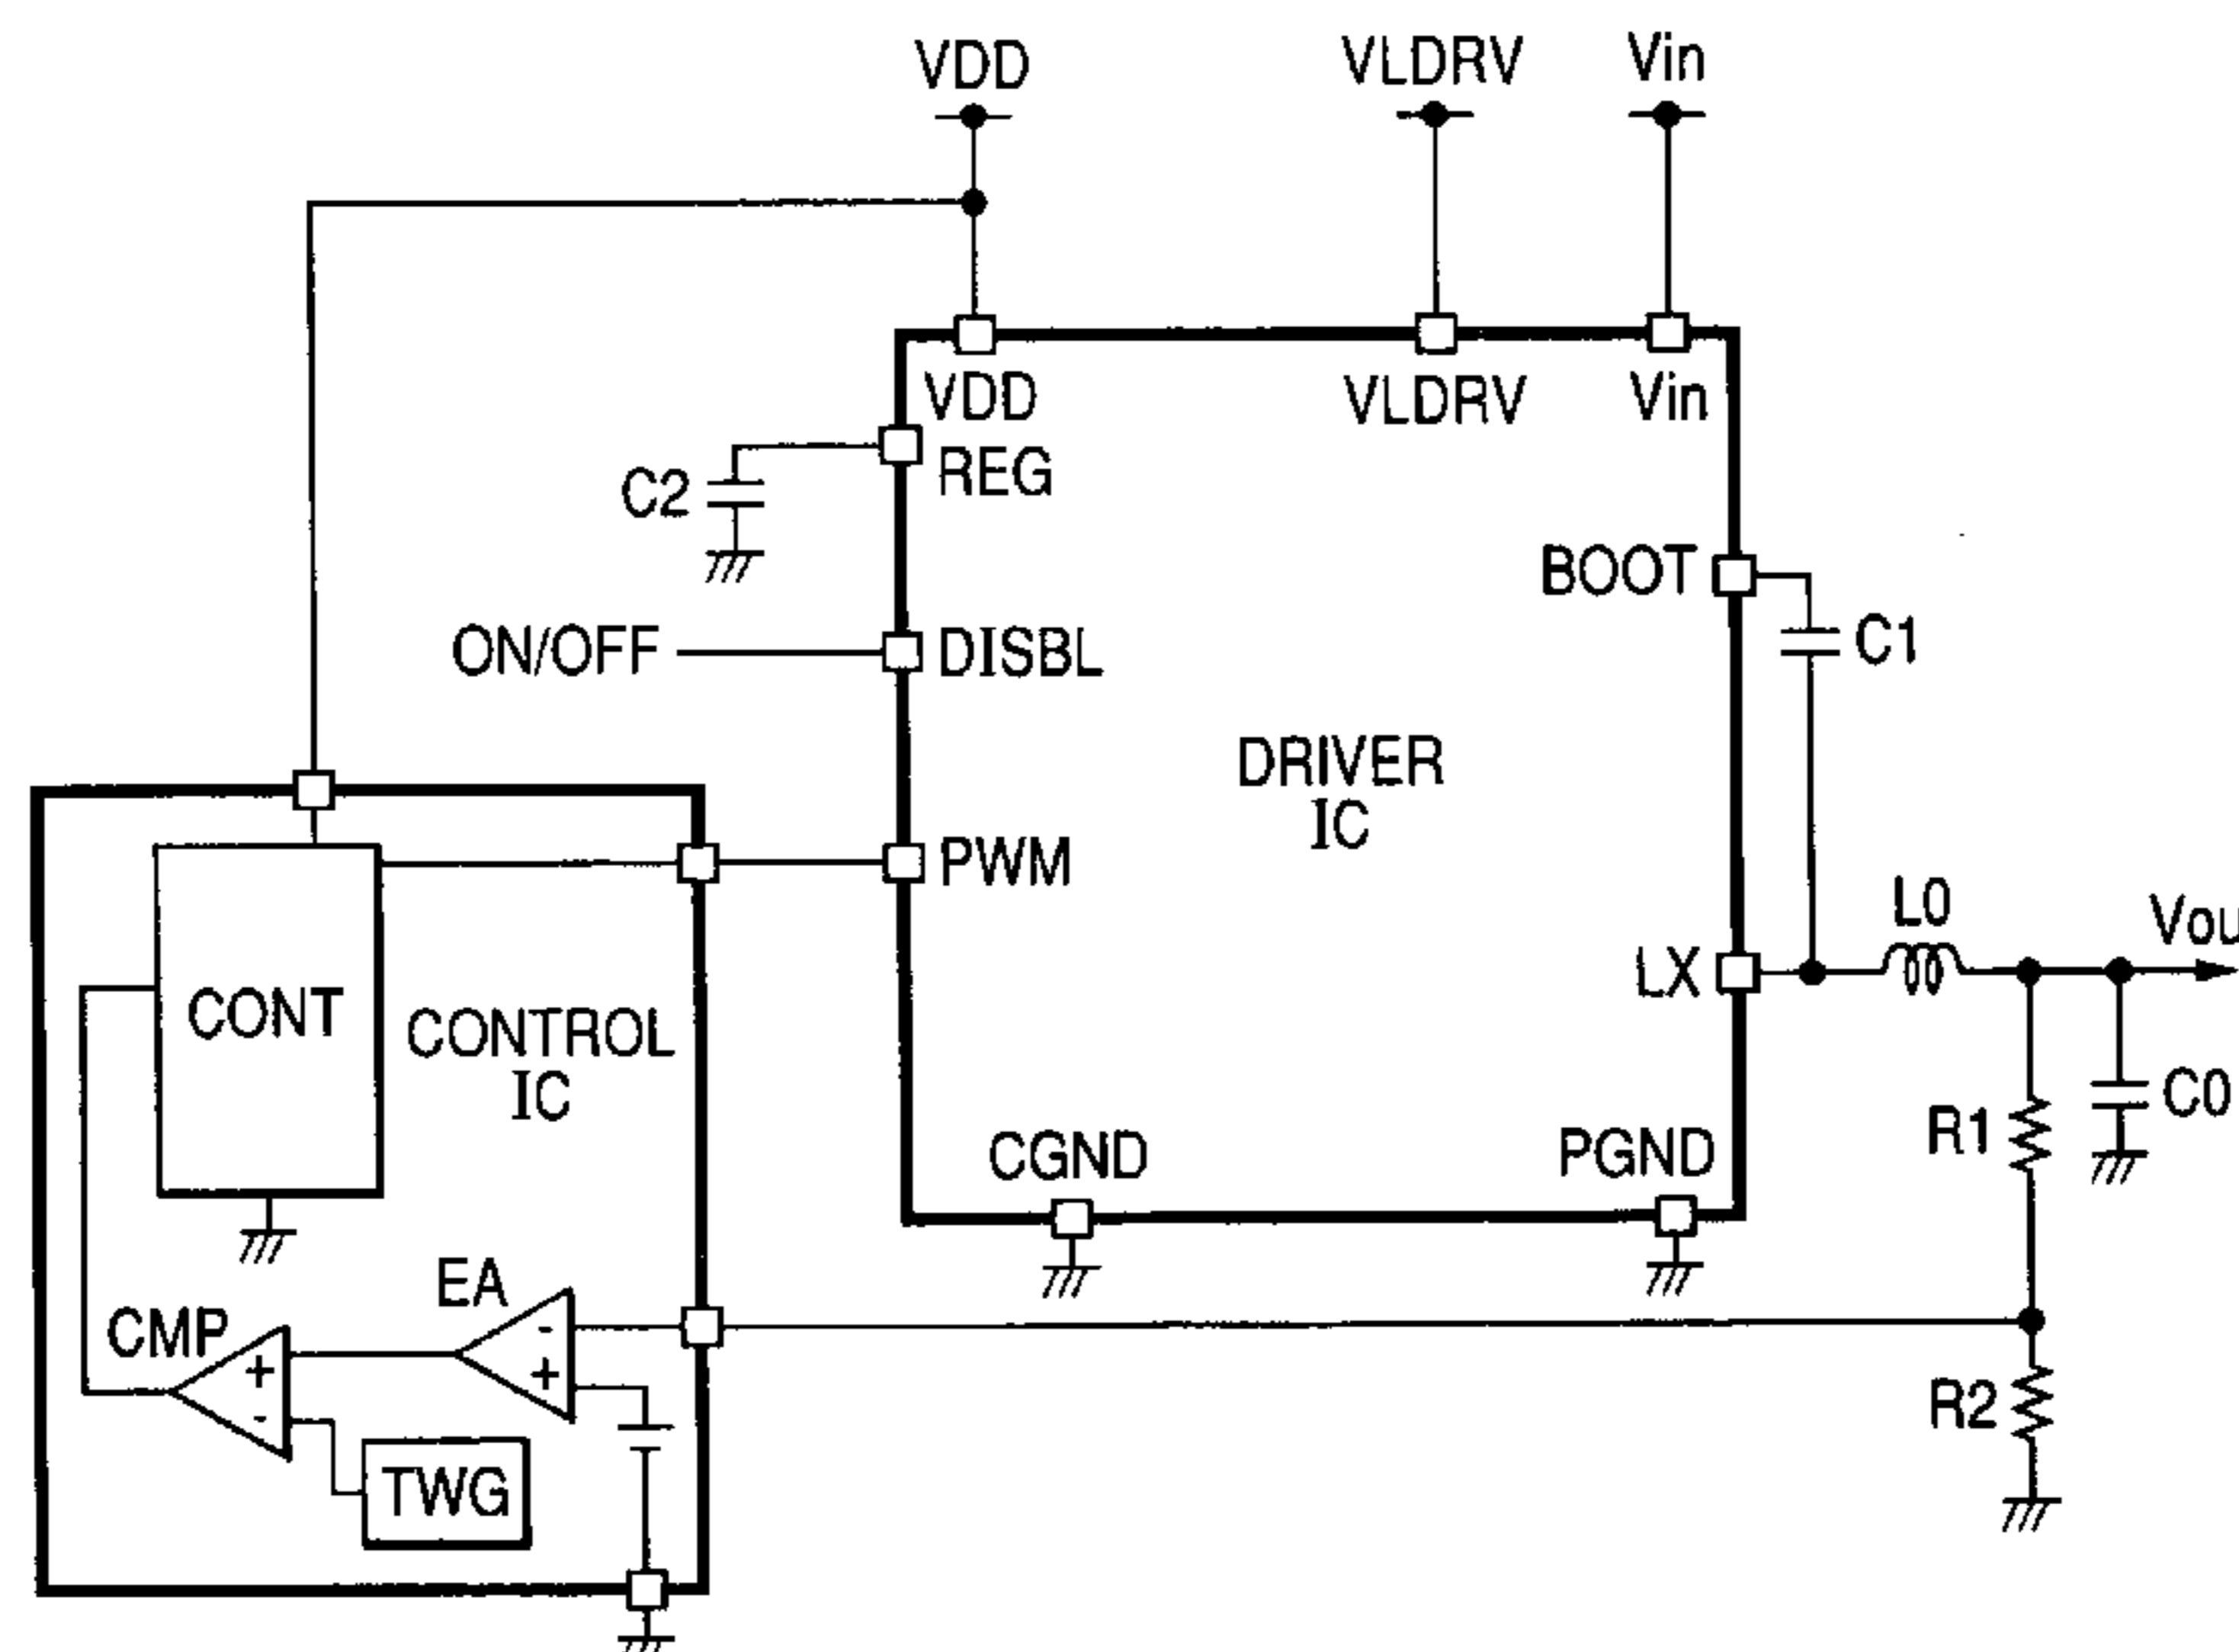 VDD
VLDRV
Vin
VDD
VLDRV
Vin
REG
C2
BOOT
C1
ON/OFF
DISBL
DRIVER
IC
PWM
L0
Vou
LX
CONT
CONTROL
IC
C0
R1
CGND
PGND
EA
-
+
CMP
+
-
R2
TWG